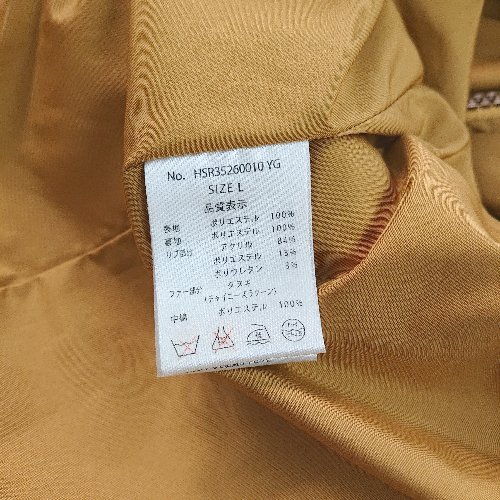 No. HSR35260010 YG
SIZE L
品質表示
表地 ポリエステル 100%
裏地 ポリエステル 100%
リブ部分 アクリル 84%
ポリエステル 13%
ポリウレタン 3%
ファー部分 タヌキ
(チャイニーズラクーン)
中綿 ポリエステル 100%